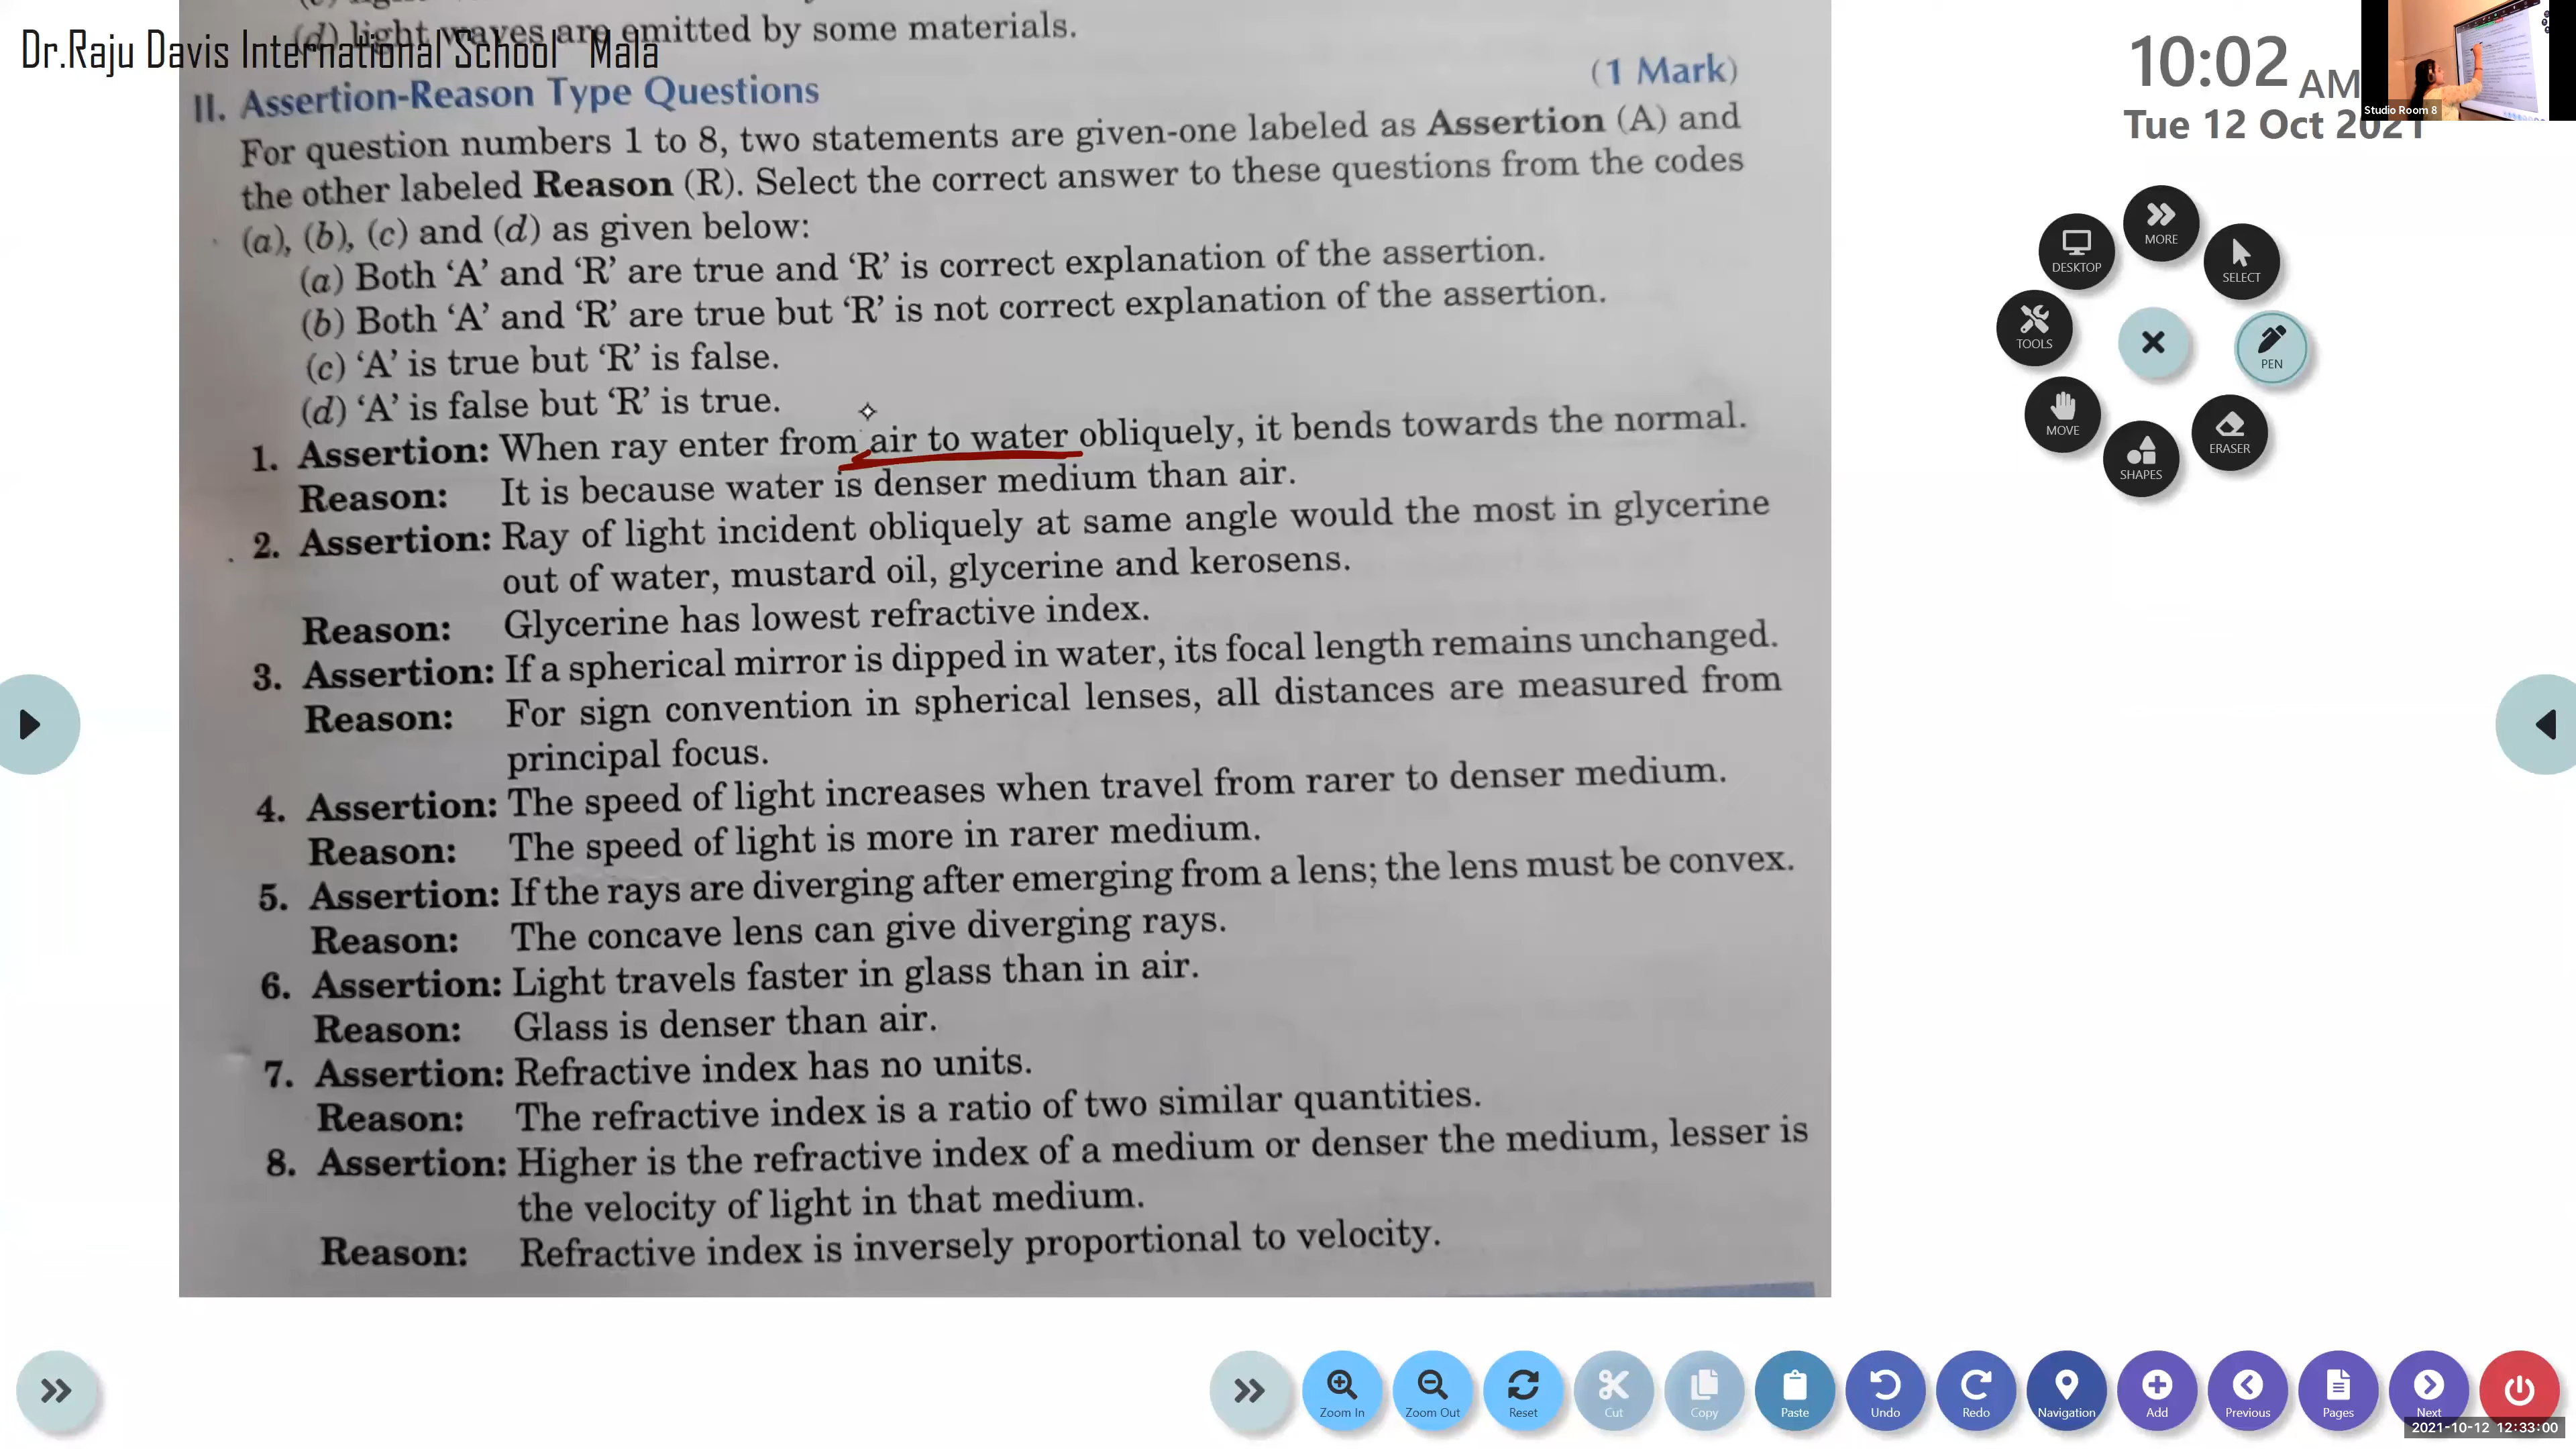 (d) light waves are emitted by some materials.
Dr.Raju Davis International School Mala
(1 Mark)
II. Assertion-Reason Type Questions
For question numbers 1 to 8, two statements are given-one labeled as Assertion (A) and
the other labeled Reason (R). Select the correct answer to these questions from the codes
(a), (b), (c) and (d) as given below:
(a) Both ‘A’ and ‘R’ are true and ‘R’ is correct explanation of the assertion.
(b) Both ‘A’ and ‘R’ are true but ‘R’ is not correct explanation of the assertion.
(c) ‘A’ is true but ‘R’ is false.
(d) ‘A’ is false but ‘R’ is true.
1. Assertion: When ray enter from air to water obliquely, it bends towards the normal.
Reason: It is because water is denser medium than air.
2. Assertion: Ray of light incident obliquely at same angle would the most in glycerine
out of water, mustard oil, glycerine and kerosens.
Reason: Glycerine has lowest refractive index.
3. Assertion: If a spherical mirror is dipped in water, its focal length remains unchanged.
Reason: For sign convention in spherical lenses, all distances are measured from
principal focus.
4. Assertion: The speed of light increases when travel from rarer to denser medium.
Reason: The speed of light is more in rarer medium.
5. Assertion: If the rays are diverging after emerging from a lens; the lens must be convex.
Reason: The concave lens can give diverging rays.
6. Assertion: Light travels faster in glass than in air.
Reason: Glass is denser than air.
7. Assertion: Refractive index has no units.
Reason: The refractive index is a ratio of two similar quantities.
8. Assertion: Higher is the refractive index of a medium or denser the medium, lesser is
the velocity of light in that medium.
Reason: Refractive index is inversely proportional to velocity.
10:02 AM
Tue 12 Oct 2021
Studio Room 8
MORE
DESKTOP
SELECT
TOOLS
PEN
MOVE
ERASER
SHAPES
Zoom In
Zoom Out
Reset
Cut
Copy
Paste
Undo
Redo
Navigation
Add
Previous
Pages
Next
2021-10-12 12:33:00